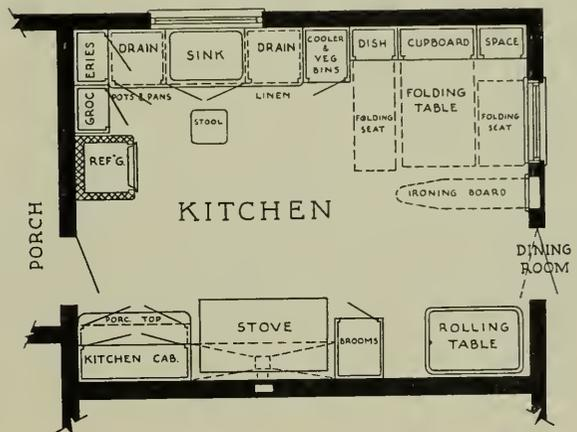 GROC
ERIES
DRAIN
SINK
DRAIN
COOLER
&
VEG
BINS
DISH
CUPBOARD
SPACE
POTS & PANS
LINEN
STOOL
FOLDING
SEAT
FOLDING
TABLE
FOLDING
SEAT
REF'G.
IRONING BOARD
KITCHEN
PORCH
DINING
ROOM
PORC. TOP
KITCHEN CAB.
STOVE
BROOMS
ROLLING
TABLE